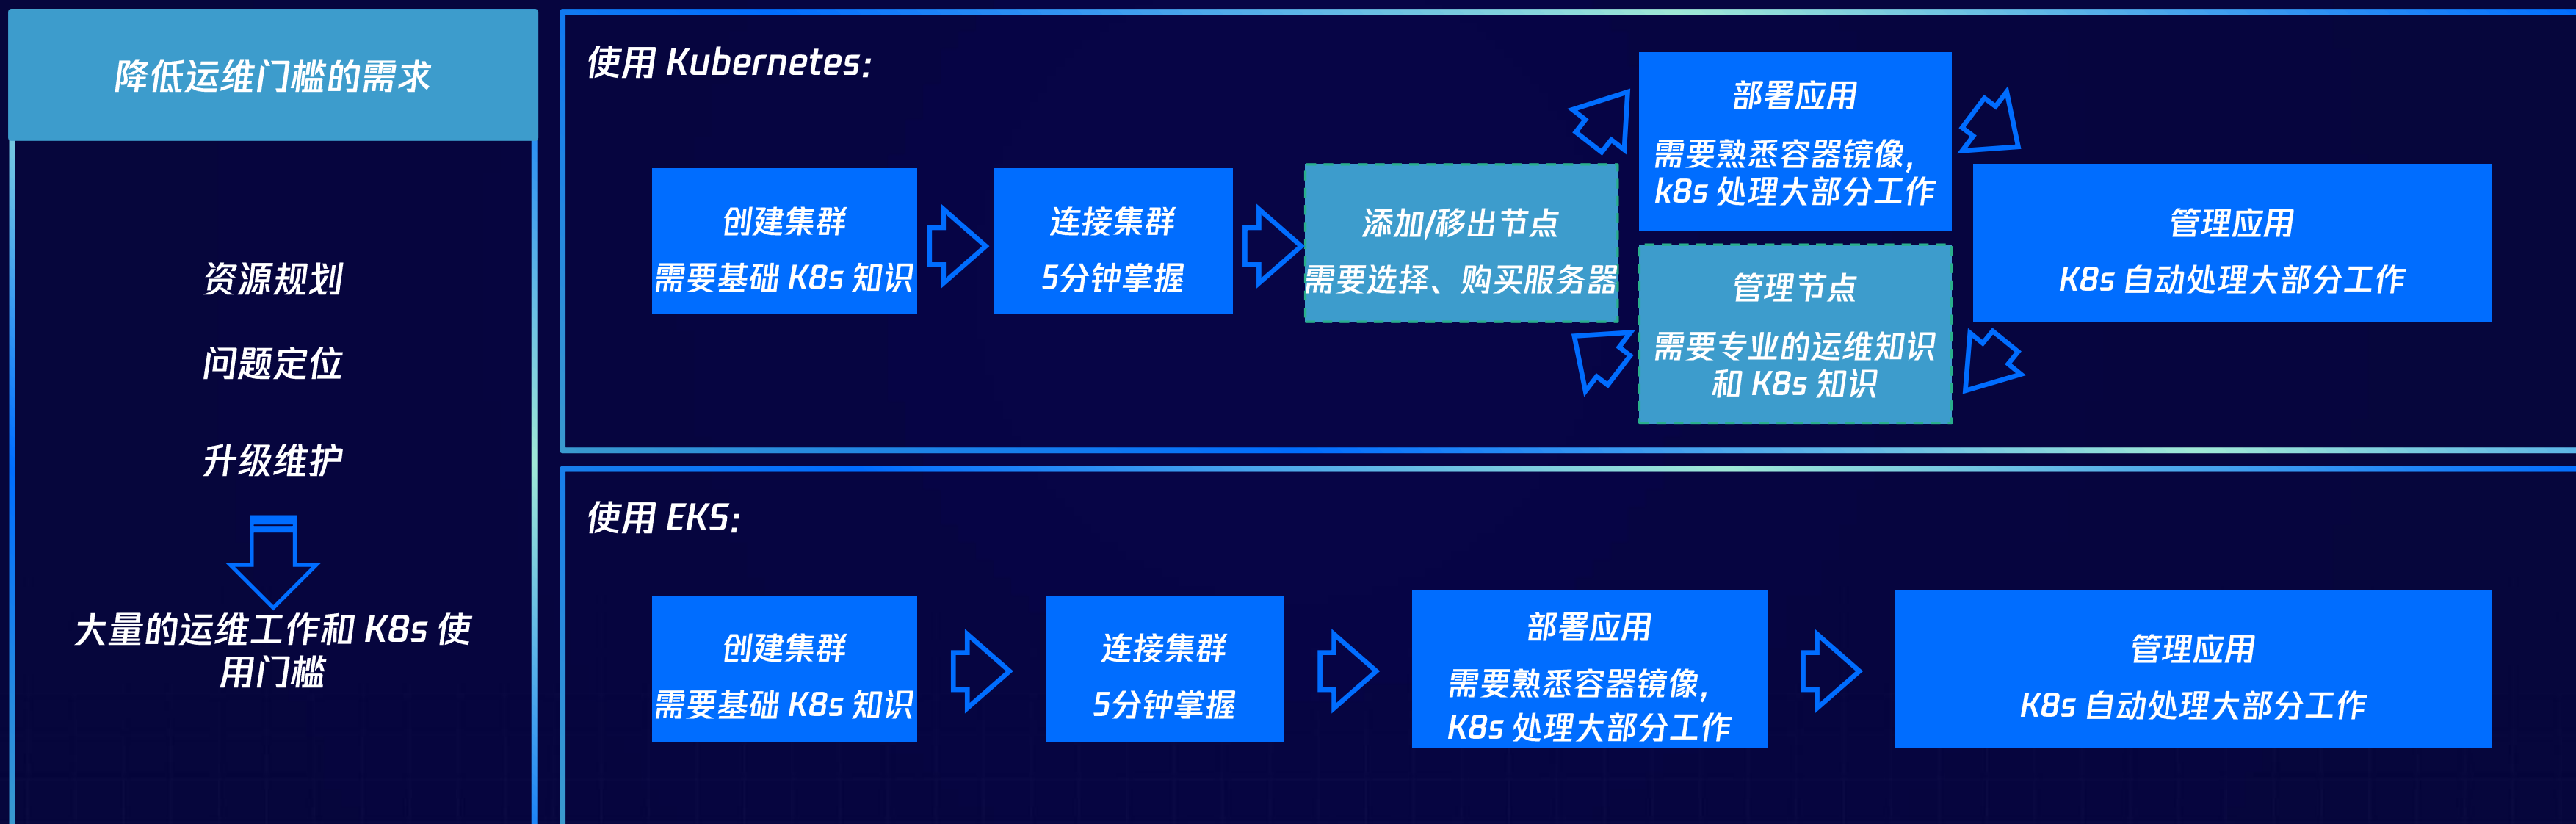 降低运维门槛的需求
资源规划
问题定位
升级维护
大量的运维工作和 K8s 使
用门槛
使用 Kubernetes:
创建集群
需要基础 K8s 知识
连接集群
5分钟掌握
添加/移出节点
需要选择、购买服务器
部署应用
需要熟悉容器镜像,
k8s 处理大部分工作
管理节点
需要专业的运维知识
和 K8s 知识
管理应用
K8s 自动处理大部分工作
使用 EKS:
创建集群
需要基础 K8s 知识
连接集群
5分钟掌握
部署应用
需要熟悉容器镜像,
K8s 处理大部分工作
管理应用
K8s 自动处理大部分工作